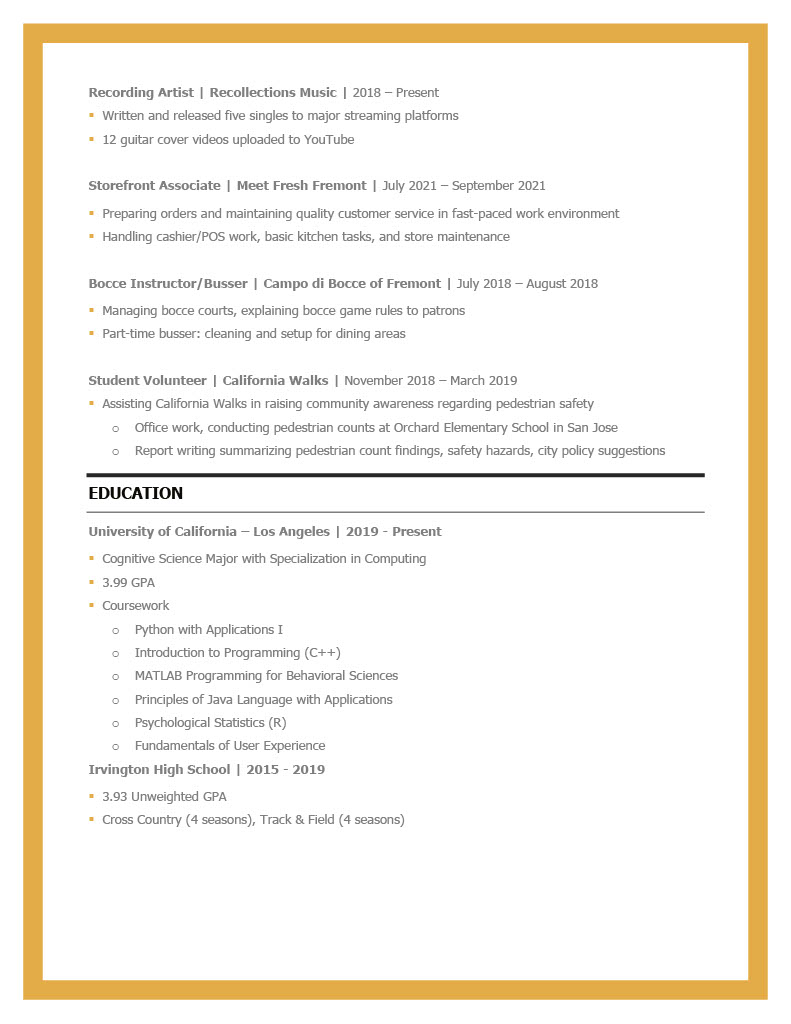 Recording Artist | Recollections Music | 2018 – Present
▪ Written and released five singles to major streaming platforms
▪ 12 guitar cover videos uploaded to YouTube
Storefront Associate | Meet Fresh Fremont | July 2021 – September 2021
▪ Preparing orders and maintaining quality customer service in fast-paced work environment
▪ Handling cashier/POS work, basic kitchen tasks, and store maintenance
Bocce Instructor/Busser | Campo di Bocce of Fremont | July 2018 – August 2018
▪ Managing bocce courts, explaining bocce game rules to patrons
▪ Part-time busser: cleaning and setup for dining areas
Student Volunteer | California Walks | November 2018 – March 2019
▪ Assisting California Walks in raising community awareness regarding pedestrian safety
o Office work, conducting pedestrian counts at Orchard Elementary School in San Jose
o Report writing summarizing pedestrian count findings, safety hazards, city policy suggestions
EDUCATION
University of California – Los Angeles | 2019 - Present
▪ Cognitive Science Major with Specialization in Computing
▪ 3.99 GPA
▪ Coursework
o Python with Applications I
o Introduction to Programming (C++)
o MATLAB Programming for Behavioral Sciences
o Principles of Java Language with Applications
o Psychological Statistics (R)
o Fundamentals of User Experience
Irvington High School | 2015 - 2019
▪ 3.93 Unweighted GPA
▪ Cross Country (4 seasons), Track & Field (4 seasons)